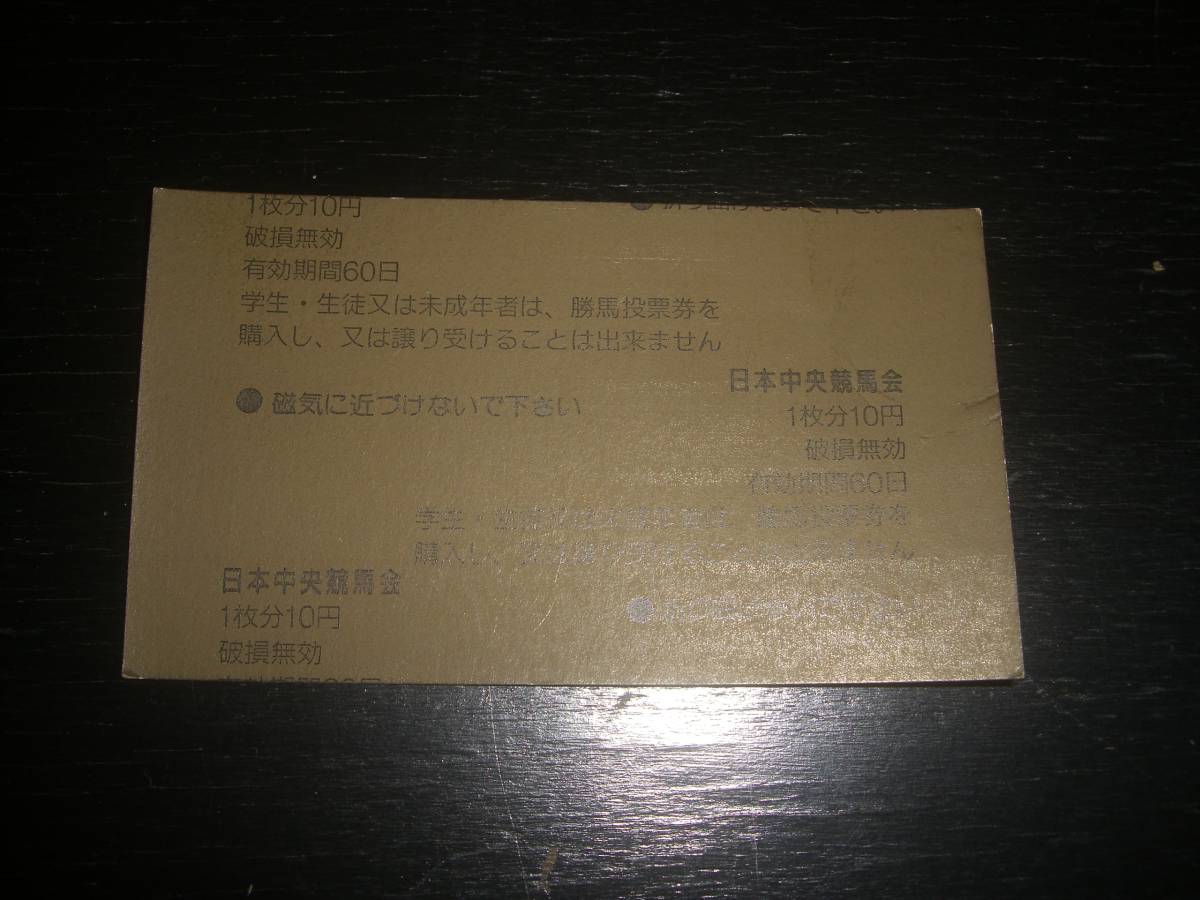 1枚分10円
破損無効
有効期間60日
学生・生徒又は未成年者は、勝馬投票券を
購入し、又は譲り受けることは出来ません
● 磁気に近づけないで下さい
日本中央競馬会
1枚分10円
破損無効
有効期間60日
学生・
購入し、
日本中央競馬会
1枚分10円
破損無効